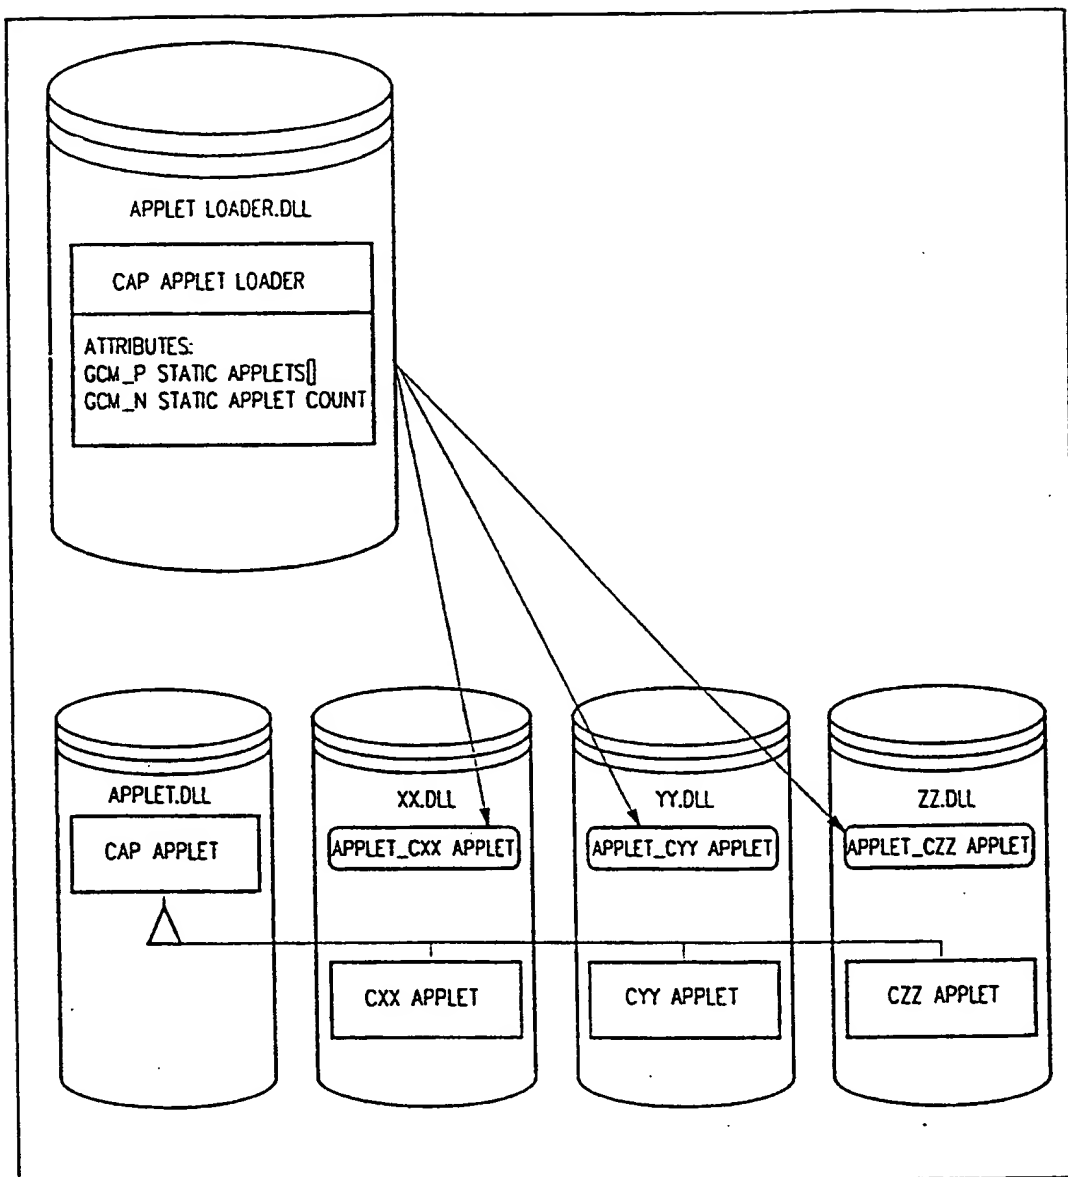 APPLET LOADER.DLL
CAP APPLET LOADER
ATTRIBUTES:
GCM_P STATIC APPLETS[]
GCM_N STATIC APPLET COUNT
APPLET.DLL
CAP APPLET
XX.DLL
APPLET_CXX APPLET
YY.DLL
APPLET_CYY APPLET
ZZ.DLL
APPLET_CZZ APPLET
CXX APPLET
CYY APPLET
CZZ APPLET